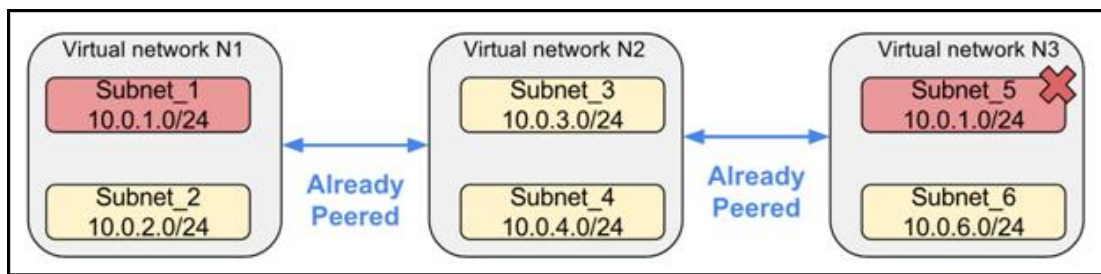 Virtual network N1
Subnet_1
10.0.1.0/24
Subnet_2
10.0.2.0/24
Already
Peered
Virtual network N2
Subnet_3
10.0.3.0/24
Subnet_4
10.0.4.0/24
Already
Peered
Virtual network N3
Subnet_5
10.0.1.0/24
Subnet_6
10.0.6.0/24